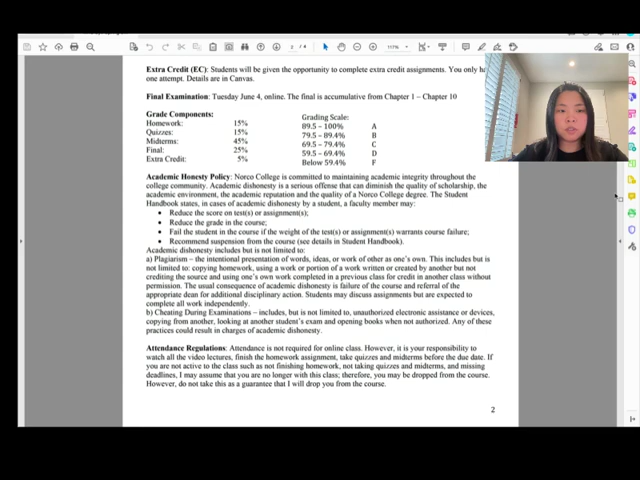 2 / 4
117%
Extra Credit (EC): Students will be given the opportunity to complete extra credit assignments. You only ha
one attempt. Details are in Canvas.
Final Examination: Tuesday June 4, online. The final is accumulative from Chapter 1 – Chapter 10
Grade Components:
Homework: 15%
Quizzes: 15%
Midterms: 45%
Final: 25%
Extra Credit: 5%
Grading Scale:
89.5 – 100% A
79.5 – 89.4% B
69.5 – 79.4% C
59.5 – 69.4% D
Below 59.4% F
Academic Honesty Policy: Norco College is committed to maintaining academic integrity throughout the
college community. Academic dishonesty is a serious offense that can diminish the quality of scholarship, the
academic environment, the academic reputation and the quality of a Norco College degree. The Student
Handbook states, in cases of academic dishonesty by a student, a faculty member may:
• Reduce the score on test(s) or assignment(s);
• Reduce the grade in the course;
• Fail the student in the course if the weight of the test(s) or assignment(s) warrants course failure;
• Recommend suspension from the course (see details in Student Handbook).
Academic dishonesty includes but is not limited to:
a) Plagiarism – the intentional presentation of words, ideas, or work of other as one's own. This includes but is
not limited to: copying homework, using a work or portion of a work written or created by another but not
crediting the source and using one's own work completed in a previous class for credit in another class without
permission. The usual consequence of academic dishonesty is failure of the course and referral of the
appropriate dean for additional disciplinary action. Students may discuss assignments but are expected to
complete all work independently.
b) Cheating During Examinations – includes, but is not limited to, unauthorized electronic assistance or devices,
copying from another, looking at another student's exam and opening books when not authorized. Any of these
practices could result in charges of academic dishonesty.
Attendance Regulations: Attendance is not required for online class. However, it is your responsibility to
watch all the video lectures, finish the homework assignment, take quizzes and midterms before the due date. If
you are not active to the class such as not finishing homework, not taking quizzes and midterms, and missing
deadlines, I may assume that you are no longer with this class; therefore, you may be dropped from the course.
However, do not take this as a guarantee that I will drop you from the course.
2